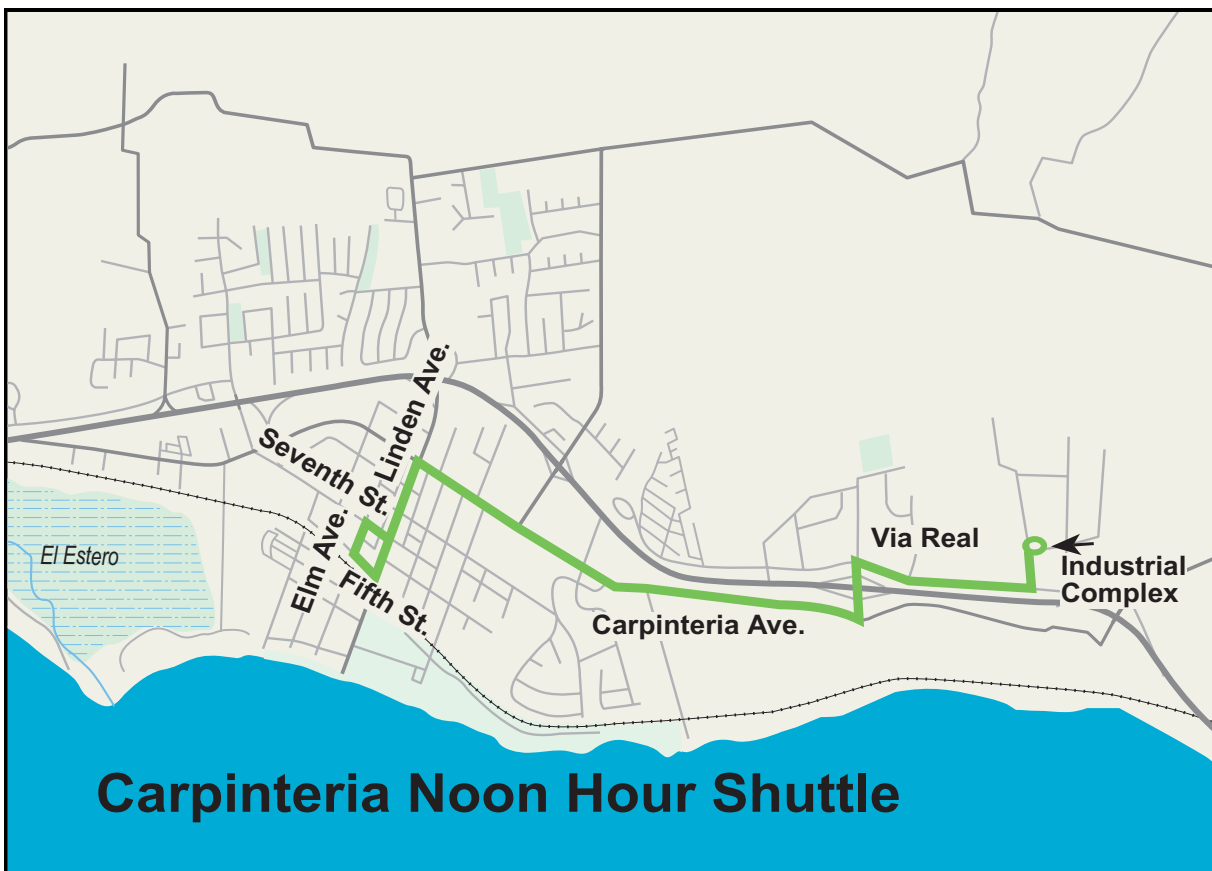 Linden Ave.
Seventh St.
Elm Ave.
Fifth St.
El Estero
Via Real
Industrial
Complex
Carpinteria Ave.
Carpinteria Noon Hour Shuttle